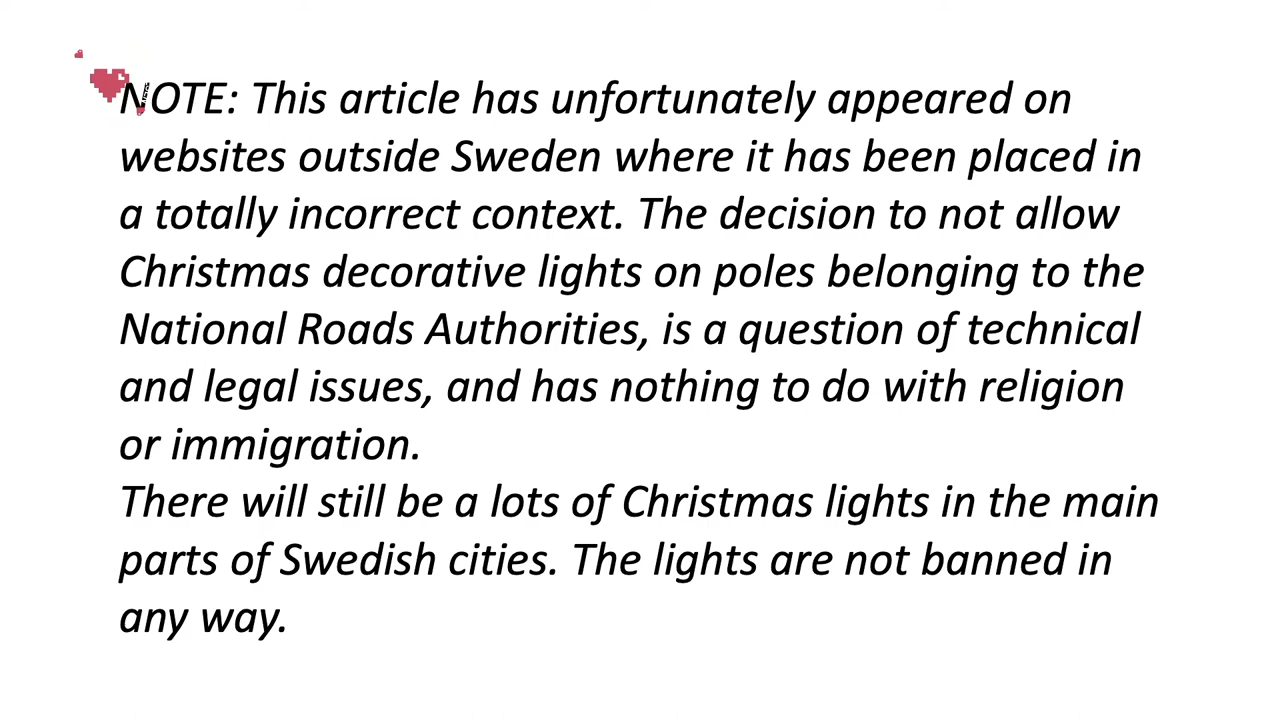 NOTE: This article has unfortunately appeared on
websites outside Sweden where it has been placed in
a totally incorrect context. The decision to not allow
Christmas decorative lights on poles belonging to the
National Roads Authorities, is a question of technical
and legal issues, and has nothing to do with religion
or immigration.
There will still be a lots of Christmas lights in the main
parts of Swedish cities. The lights are not banned in
any way.